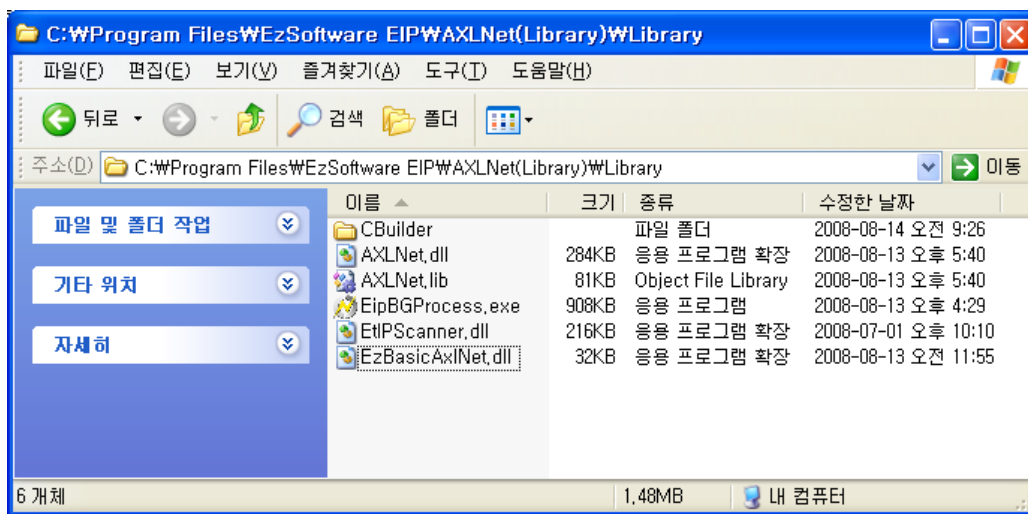 C:₩Program Files₩EzSoftware EIP₩AXLNet(Library)₩Library
파일(F) 편집(E) 보기(V) 즐겨찾기(A) 도구(T) 도움말(H)
뒤로 검색 폴더
주소(D) C:₩Program Files₩EzSoftware EIP₩AXLNet(Library)₩Library 이동
파일 및 폴더 작업
기타 위치
자세히
이름 크기 종류 수정한 날짜
CBuilder 파일 폴더 2008-08-14 오전 9:26
AXLNet.dll 284KB 응용 프로그램 확장 2008-08-13 오후 5:40
AXLNet.lib 81KB Object File Library 2008-08-13 오후 5:40
EipBGProcess.exe 908KB 응용 프로그램 2008-08-13 오후 4:29
EtIPScanner.dll 216KB 응용 프로그램 확장 2008-07-01 오후 10:10
EzBasicAxlNet.dll 32KB 응용 프로그램 확장 2008-08-13 오전 11:55
6 개체 1.48MB 내 컴퓨터